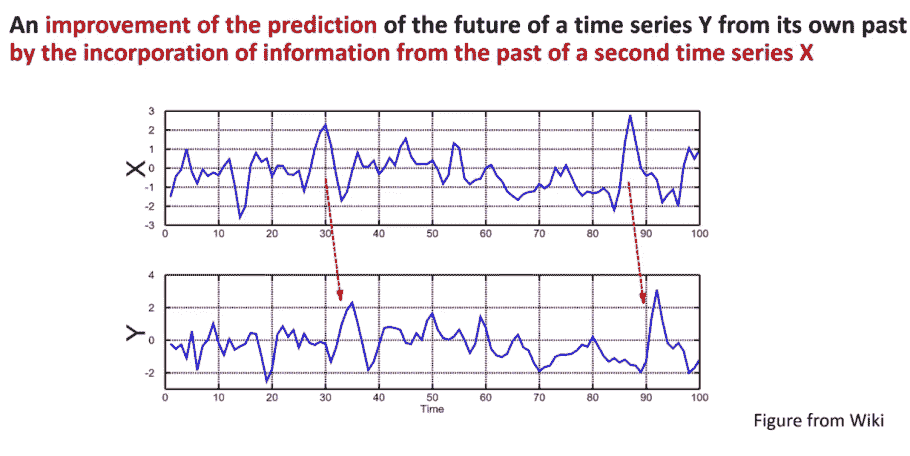 An improvement of the prediction of the future of a time series Y from its own past
by the incorporation of information from the past of a second time series X
3
2
1
0
-1
-2
-3
X
0 10 20 30 40 50 60 70 80 90 100
4
2
0
-2
Y
0 10 20 30 40 50 60 70 80 90 100
Time
Figure from Wiki